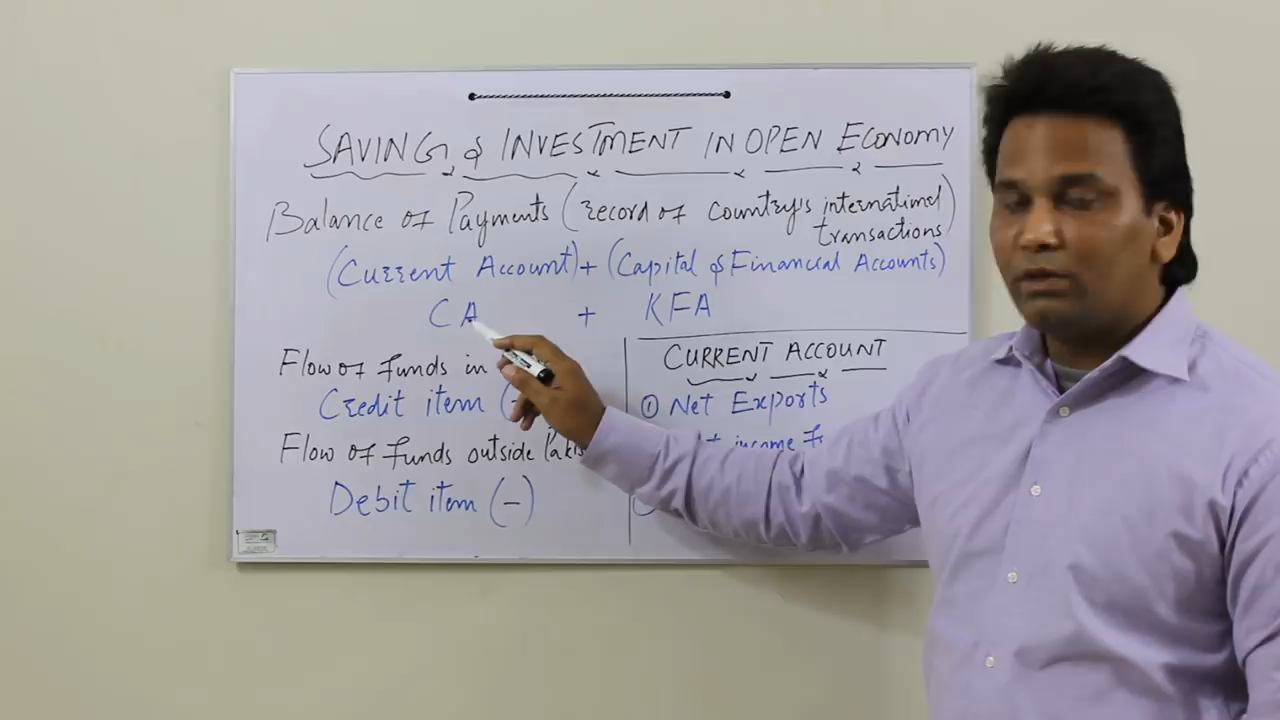 SAVING & INVESTMENT IN OPEN ECONOMY
Balance of Payments (record of country's international
transactions)
(Current Account) + (Capital & Financial Accounts)
CA + KFA
Flow of funds in
Credit item (
Flow of funds outside
Debit item (-)
CURRENT ACCOUNT
① Net Exports
income